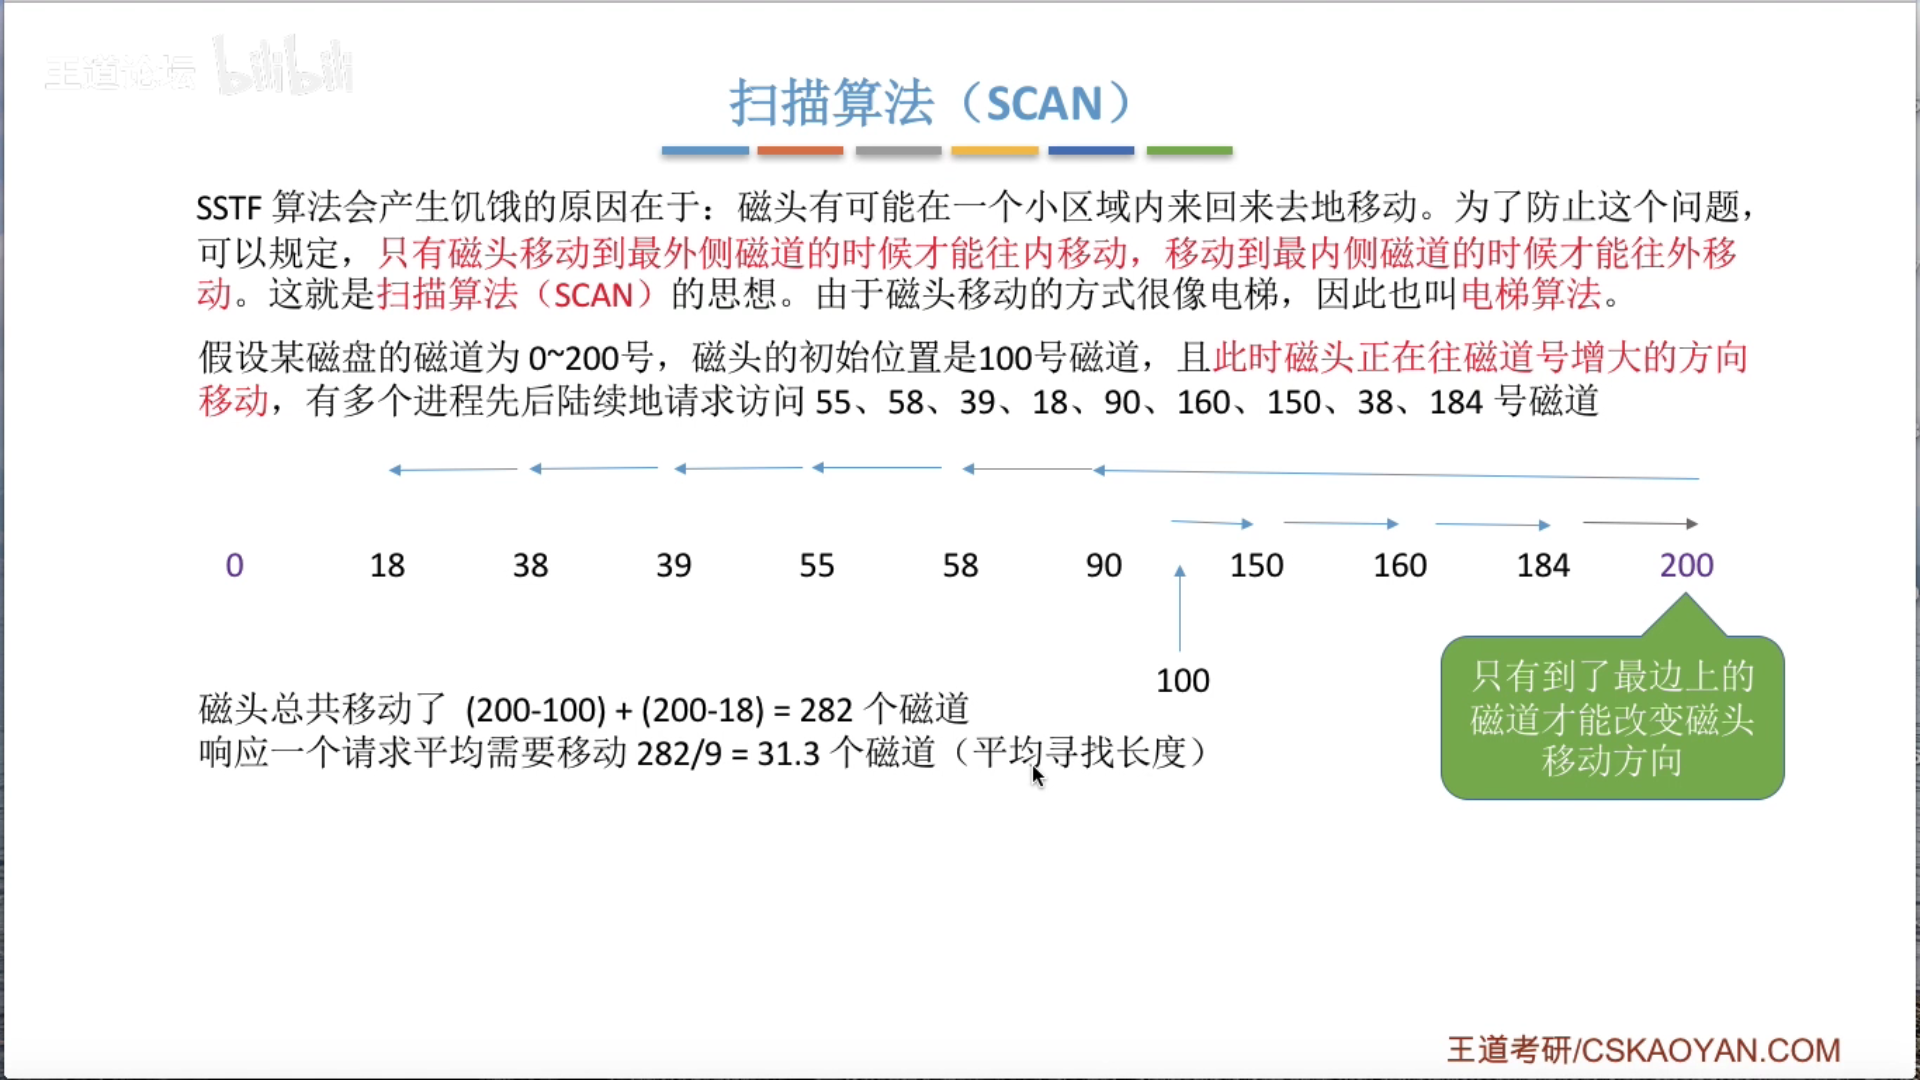 王道论坛 bilibili
扫描算法（SCAN）
SSTF 算法会产生饥饿的原因在于：磁头有可能在一个小区域内来回来去地移动。为了防止这个问题，
可以规定，只有磁头移动到最外侧磁道的时候才能往内移动，移动到最内侧磁道的时候才能往外移
动。这就是扫描算法（SCAN）的思想。由于磁头移动的方式很像电梯，因此也叫电梯算法。
假设某磁盘的磁道为 0~200号，磁头的初始位置是100号磁道，且此时磁头正在往磁道号增大的方向
移动，有多个进程先后陆续地请求访问 55、58、39、18、90、160、150、38、184 号磁道
0 18 38 39 55 58 90 150 160 184 200
100
只有到了最边上的
磁道才能改变磁头
移动方向
磁头总共移动了 (200-100) + (200-18) = 282 个磁道
响应一个请求平均需要移动 282/9 = 31.3 个磁道（平均寻找长度）
王道考研/CSKAOYAN.COM